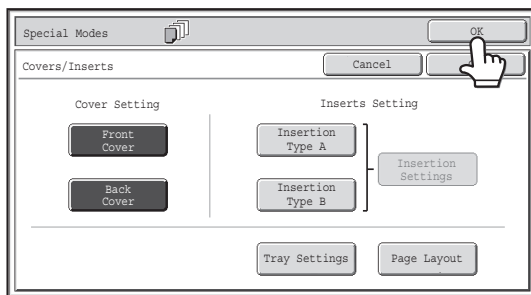 Special Modes
OK
Covers/Inserts
Cancel
Cover Setting
Inserts Setting
Front
Cover
Insertion
Type A
Insertion
Settings
Back
Cover
Insertion
Type B
Tray Settings
Page Layout